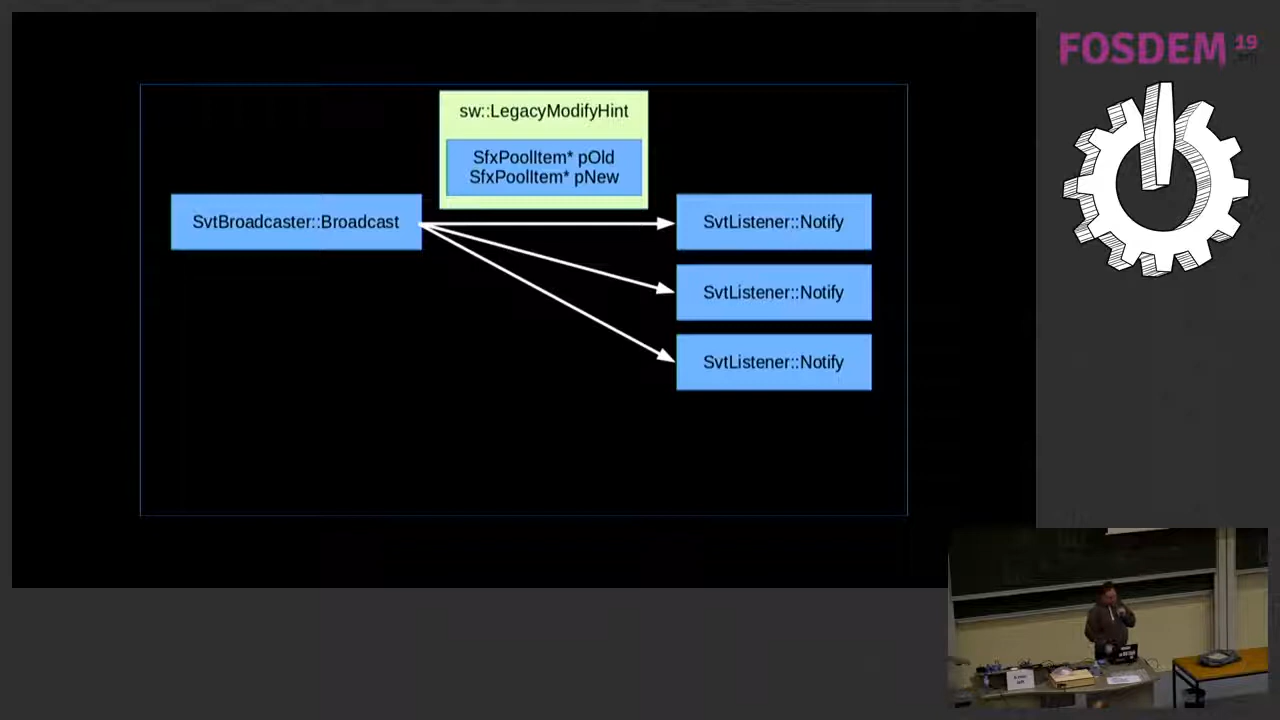 FOSDEM 19
sw::LegacyModifyHint
SfxPoolItem* pOld
SfxPoolItem* pNew
SvtBroadcaster::Broadcast
SvtListener::Notify
SvtListener::Notify
SvtListener::Notify